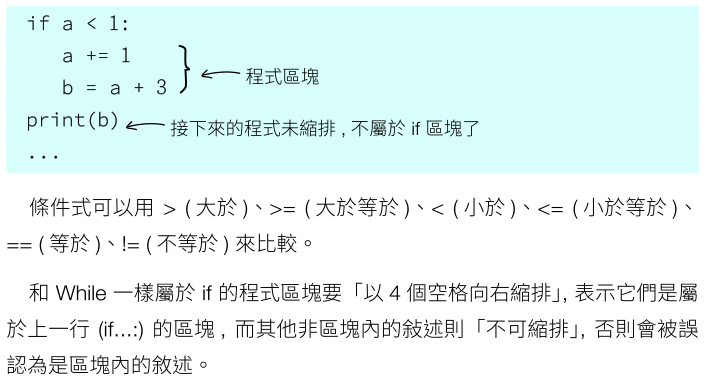 if a < 1:
a += 1
b = a + 3
程式區塊
print(b)
接下來的程式未縮排 , 不屬於 if 區塊了
...
條件式可以用 > ( 大於 )、>= ( 大於等於 )、< ( 小於 )、<= ( 小於等於 )、
== ( 等於 )、!= ( 不等於 ) 來比較。
和 While 一樣屬於 if 的程式區塊要「以 4 個空格向右縮排」, 表示它們是屬
於上一行 (if...:) 的區塊 , 而其他非區塊內的敍述則「不可縮排」, 否則會被誤
認為是區塊內的敘述。